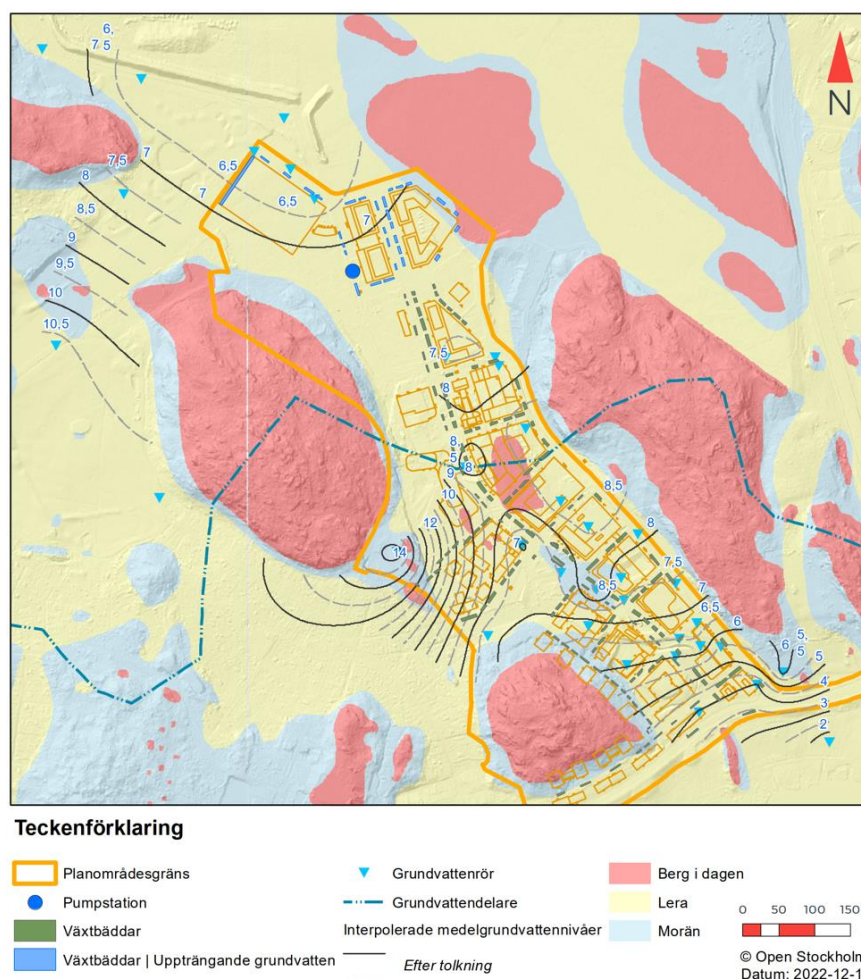 6,
7 5
7,5
7
6,5
8
7
6,5
8,5
7
9
9,5
10
10,5
7,5
8
8,
5
8
9
10
8,5
12
8
7
14
7,5
8,5
7
6,5
6
5,
6
5
5
4
3
2
N
Teckenförklaring
Planområdesgräns
Pumpstation
Växtbäddar
Växtbäddar | Uppträngande grundvatten
Grundvattenrör
Grundvattendelare
Interpolerade medelgrundvattennivåer
Efter tolkning
Berg i dagen
Lera
Morän
0 50 100 150
© Open Stockholm
Datum: 2022-12-1